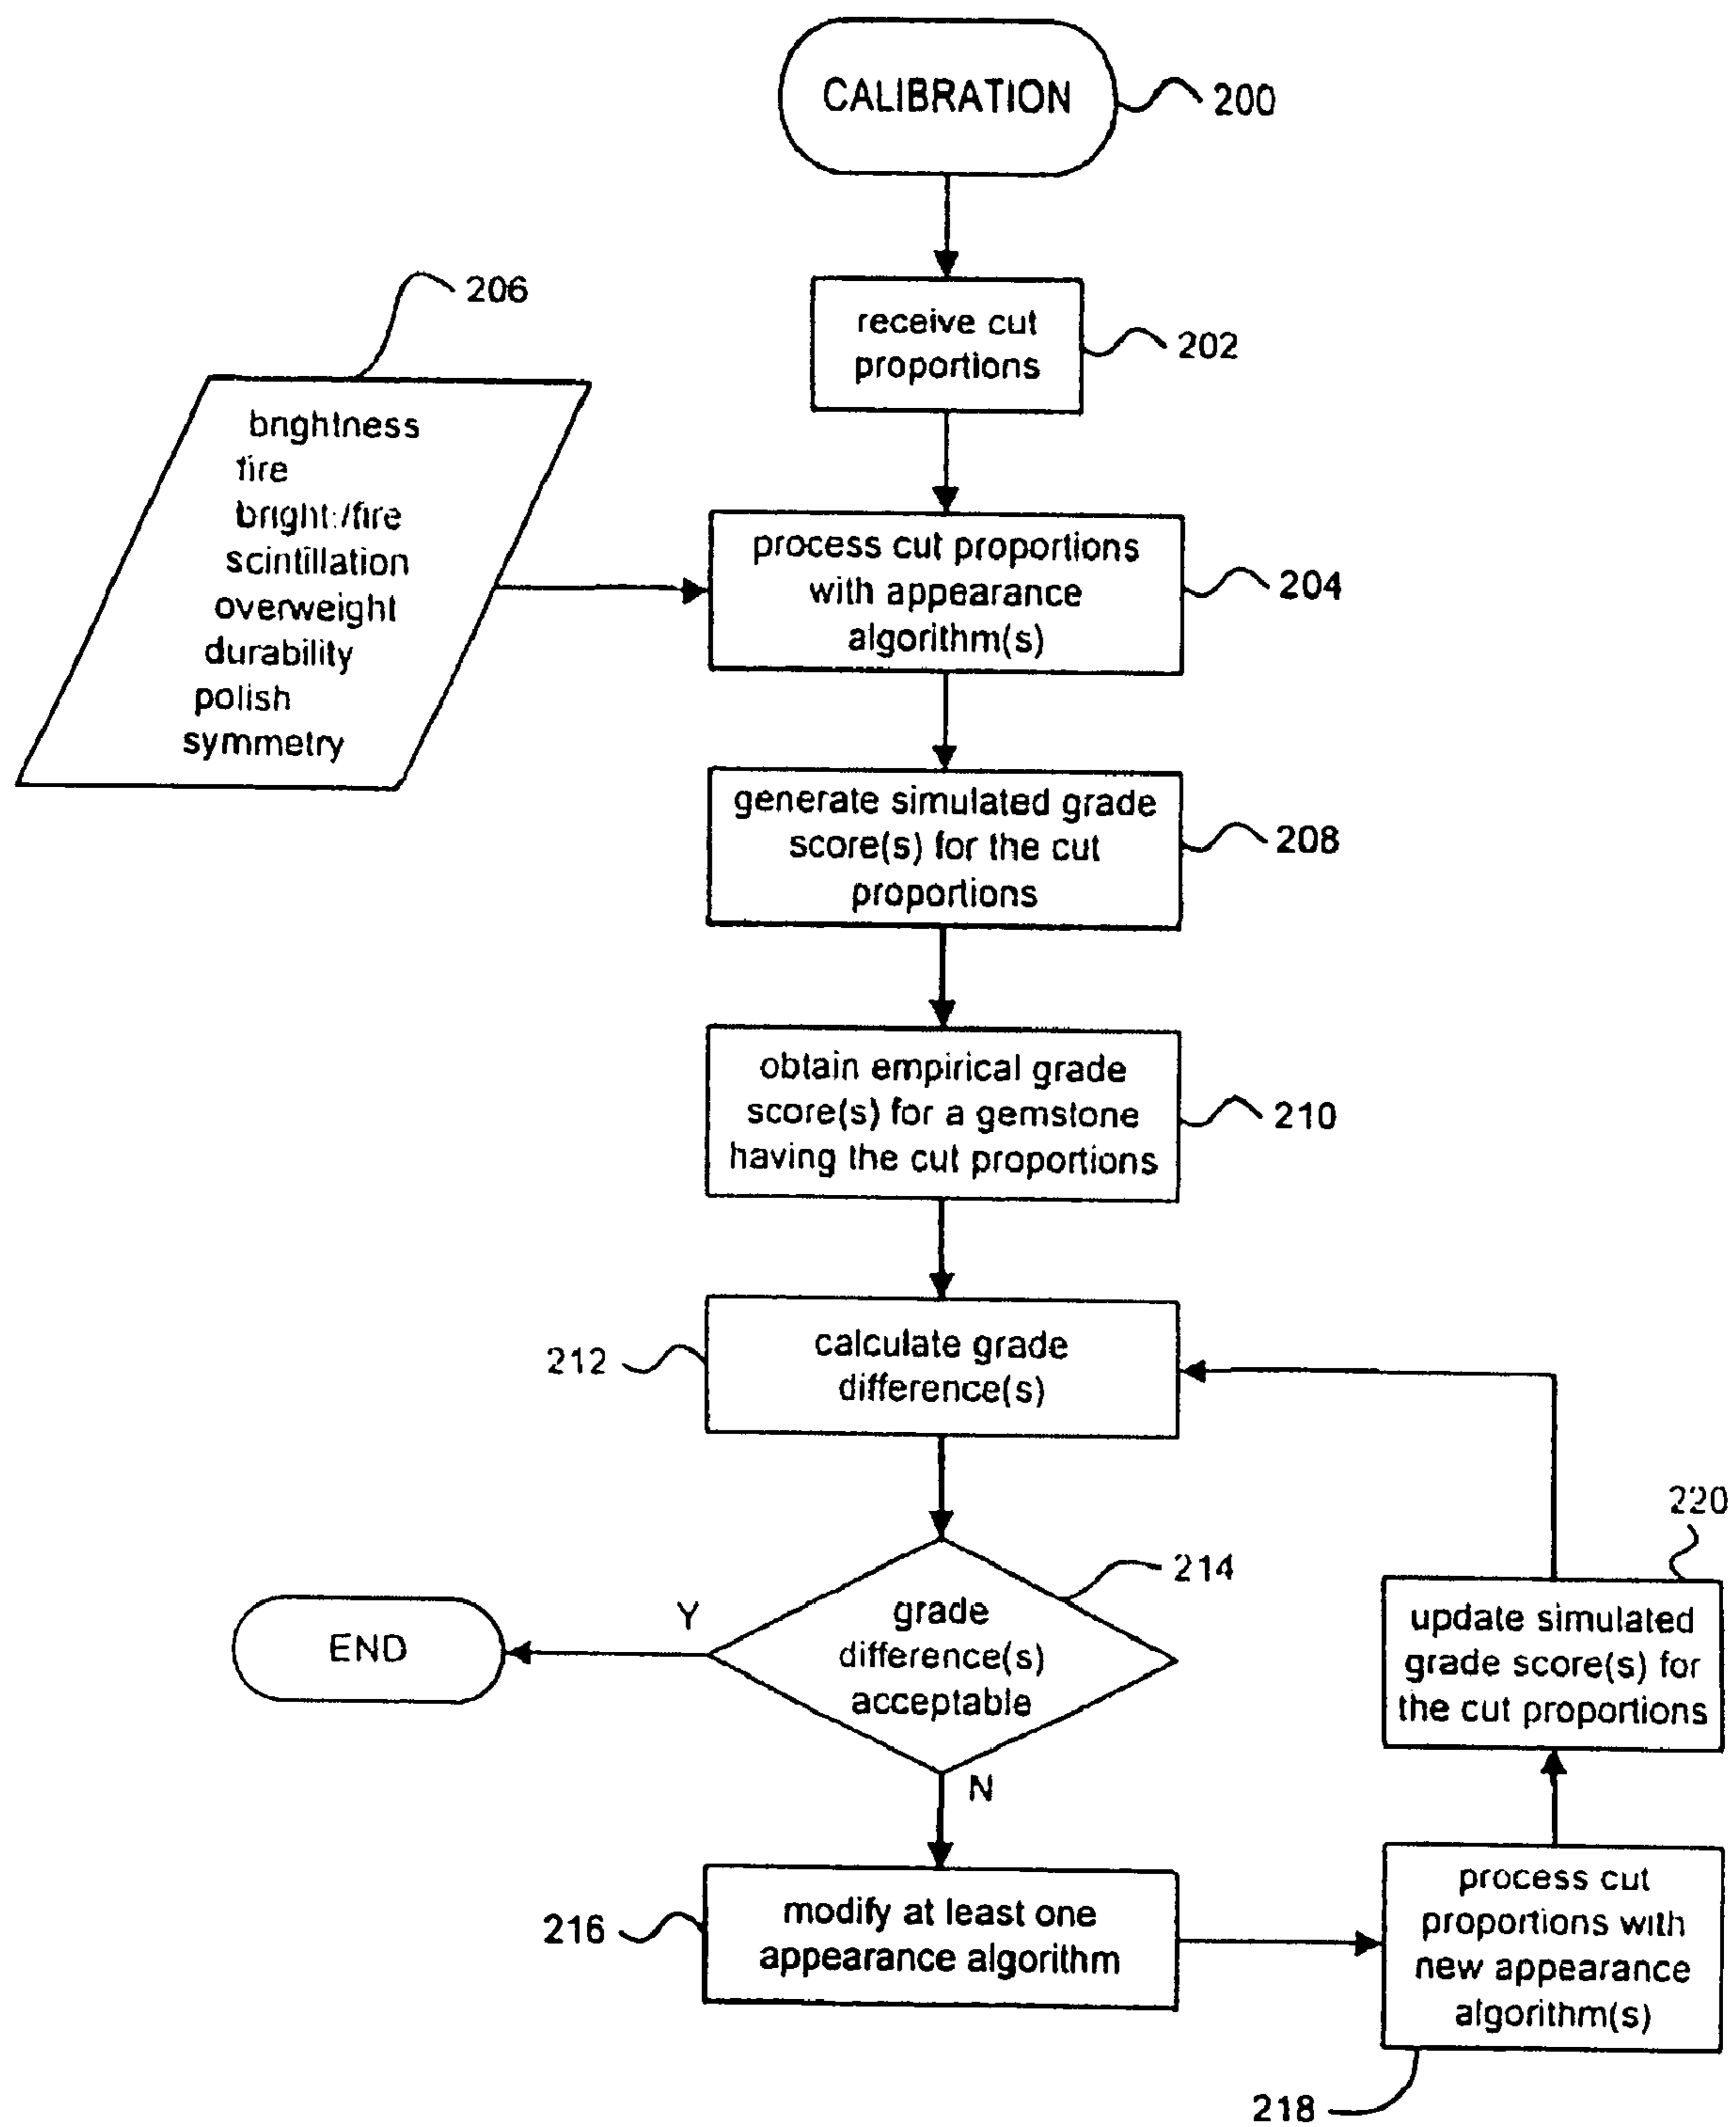 CALIBRATION
200
receive cut
proportions
202
206
brightness
fire
bright./fire
scintillation
overweight
durability
polish
symmetry
process cut proportions
with appearance
algorithm(s)
204
generate simulated grade
score(s) for the cut
proportions
208
obtain empirical grade
score(s) for a gemstone
having the cut proportions
210
calculate grade
difference(s)
212
grade
difference(s)
acceptable
214
Y
END
N
modify at least one
appearance algorithm
216
process cut
proportions with
new appearance
algorithm(s)
218
update simulated
grade score(s) for
the cut proportions
220